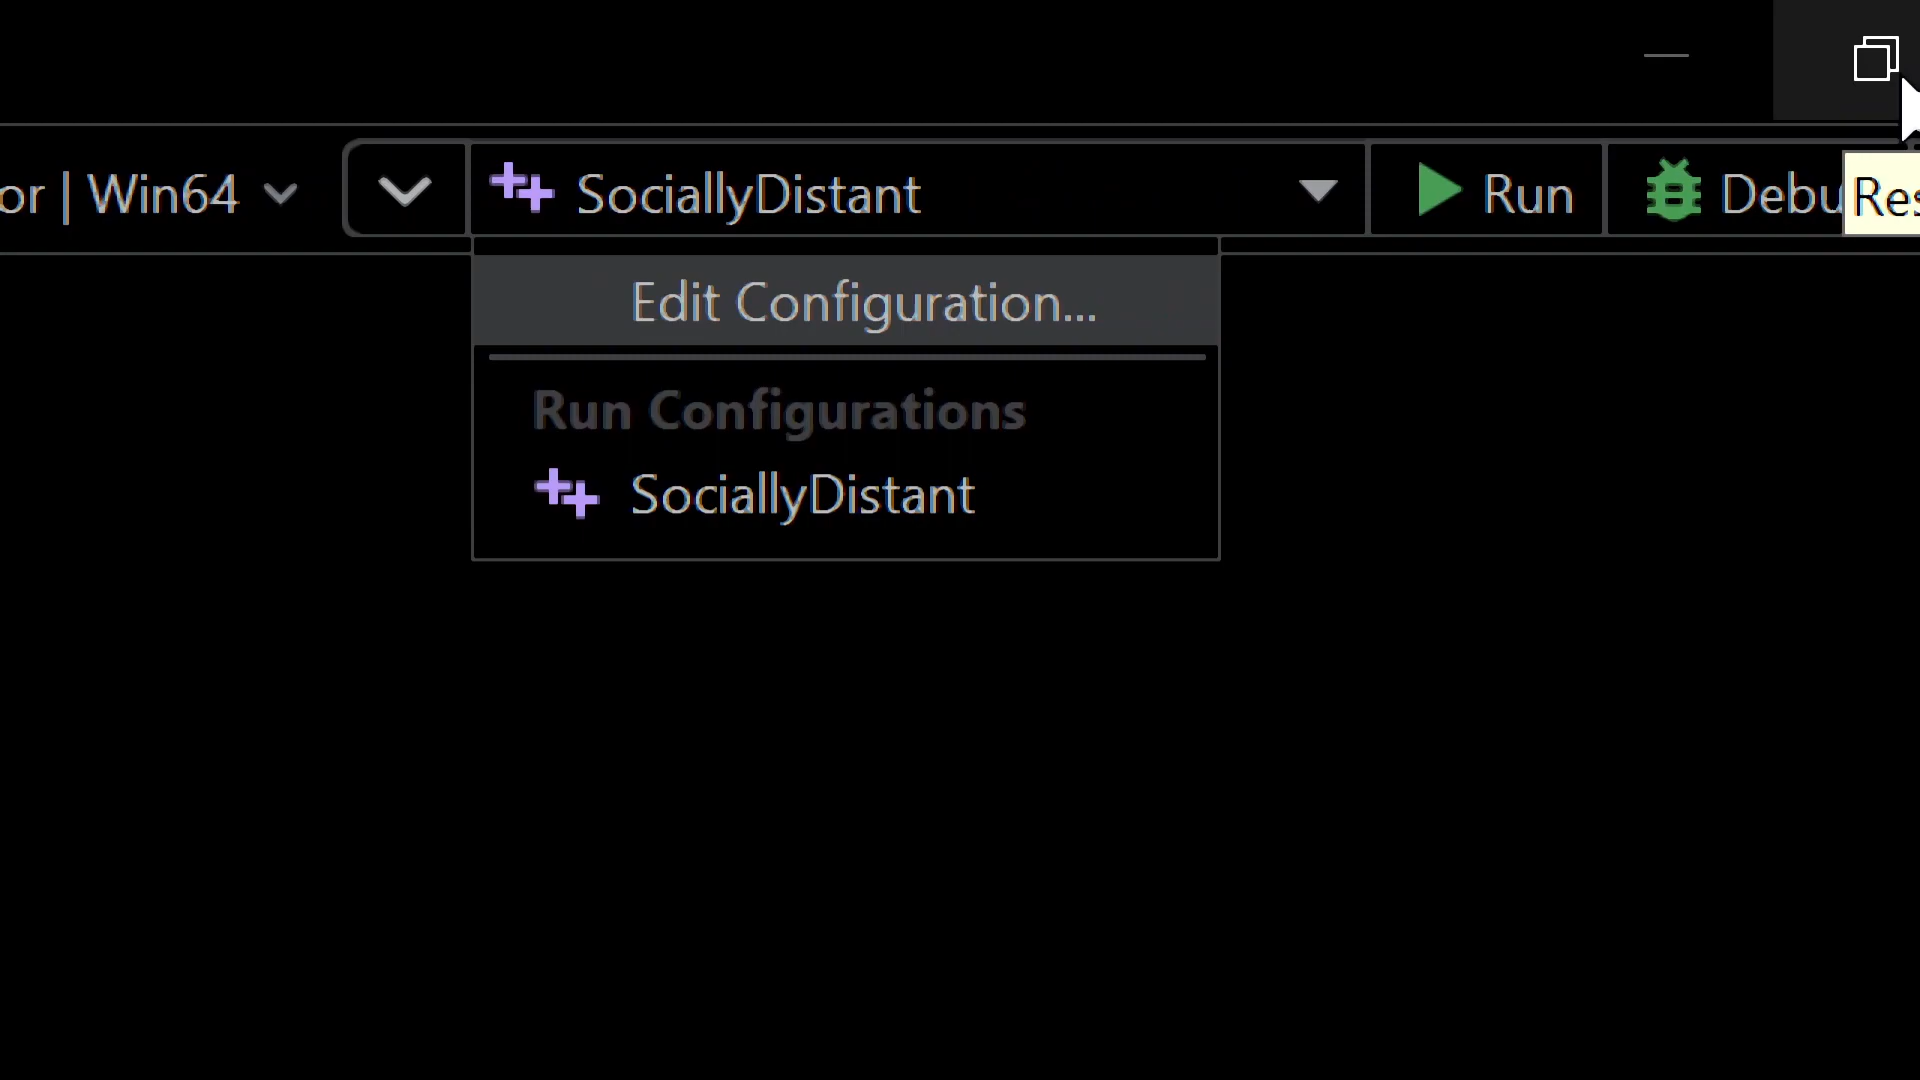 or | Win64 SociallyDistant Run Debu Res
Edit Configuration...
Run Configurations
SociallyDistant